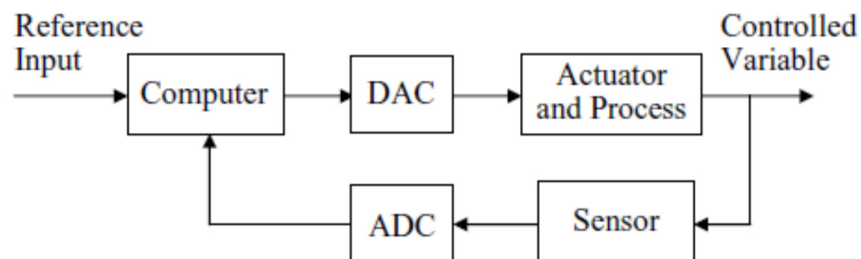 Reference
Input
Controlled
Variable
Computer
DAC
Actuator
and Process
ADC
Sensor